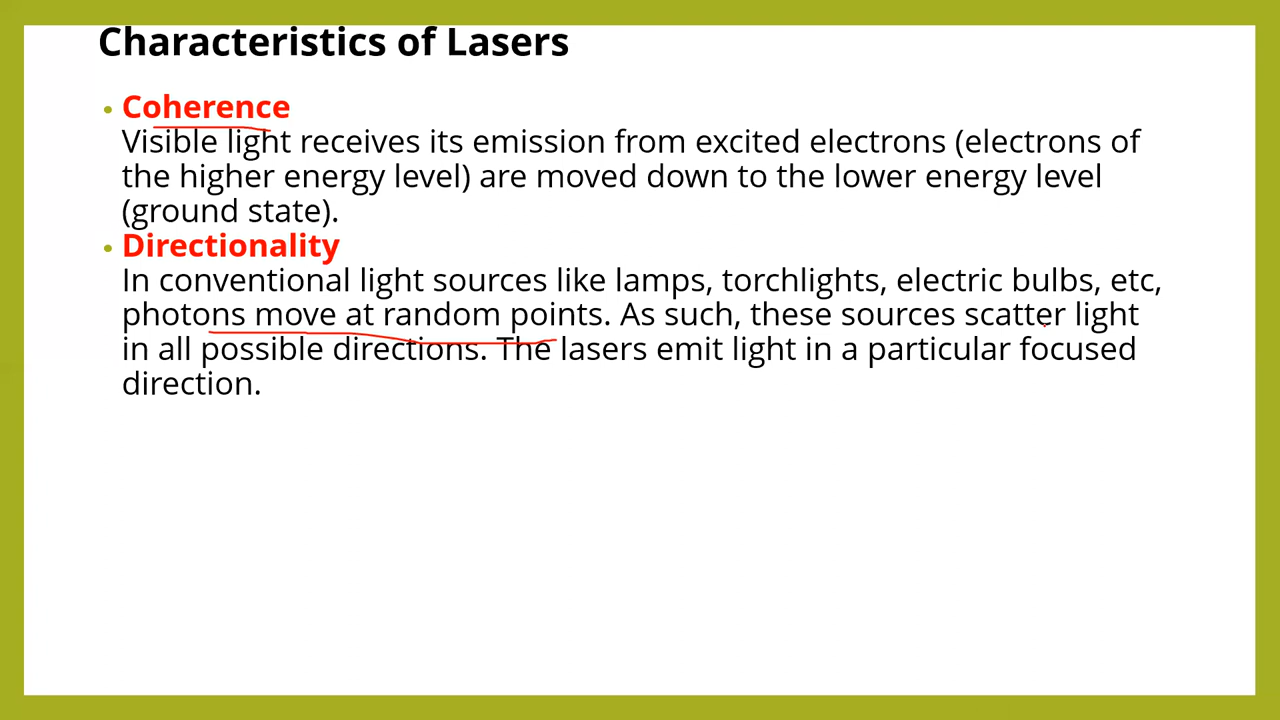 Characteristics of Lasers
• Coherence
Visible light receives its emission from excited electrons (electrons of
the higher energy level) are moved down to the lower energy level
(ground state).
• Directionality
In conventional light sources like lamps, torchlights, electric bulbs, etc,
photons move at random points. As such, these sources scatter light
in all possible directions. The lasers emit light in a particular focused
direction.